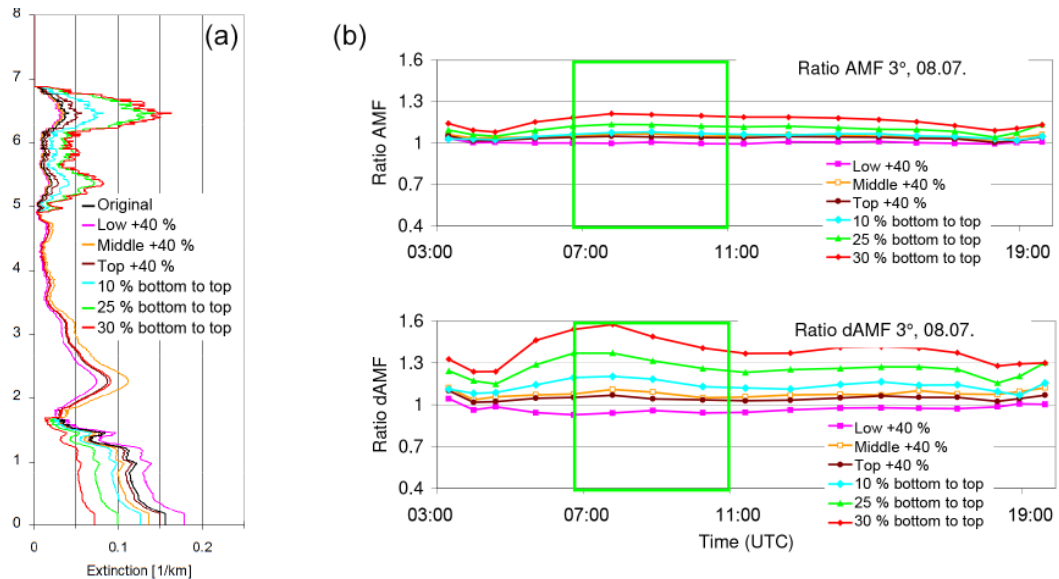 (a)
8
7
6
5
4
3
2
1
0
Original
Low +40 %
Middle +40 %
Top +40 %
10 % bottom to top
25 % bottom to top
30 % bottom to top
0 0.1 0.2
Extinction [1/km]
(b)
Ratio AMF 3°, 08.07.
Ratio AMF
1.6
1.3
1
0.7
0.4
Low +40 %
Middle +40 %
Top +40 %
10 % bottom to top
25 % bottom to top
30 % bottom to top
03:00 07:00 11:00 19:00
Ratio dAMF 3°, 08.07.
Ratio dAMF
1.6
1.3
1
0.7
0.4
Low +40 %
Middle +40 %
Top +40 %
10 % bottom to top
25 % bottom to top
30 % bottom to top
03:00 07:00 11:00 19:00
Time (UTC)